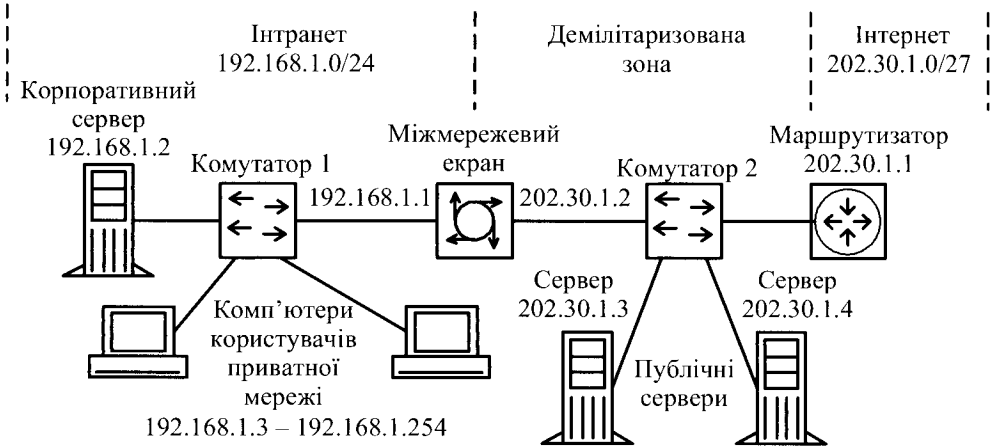 Інтранет
192.168.1.0/24
Демілітаризована
зона
Інтернет
202.30.1.0/27
Корпоративний
сервер
192.168.1.2
Комутатор 1
192.168.1.1
Міжмережевий
екран
202.30.1.2
Комутатор 2
Маршрутизатор
202.30.1.1
Комп’ютери
користувачів
приватної
мережі
192.168.1.3 – 192.168.1.254
Сервер
202.30.1.3
Сервер
202.30.1.4
Публічні
сервери